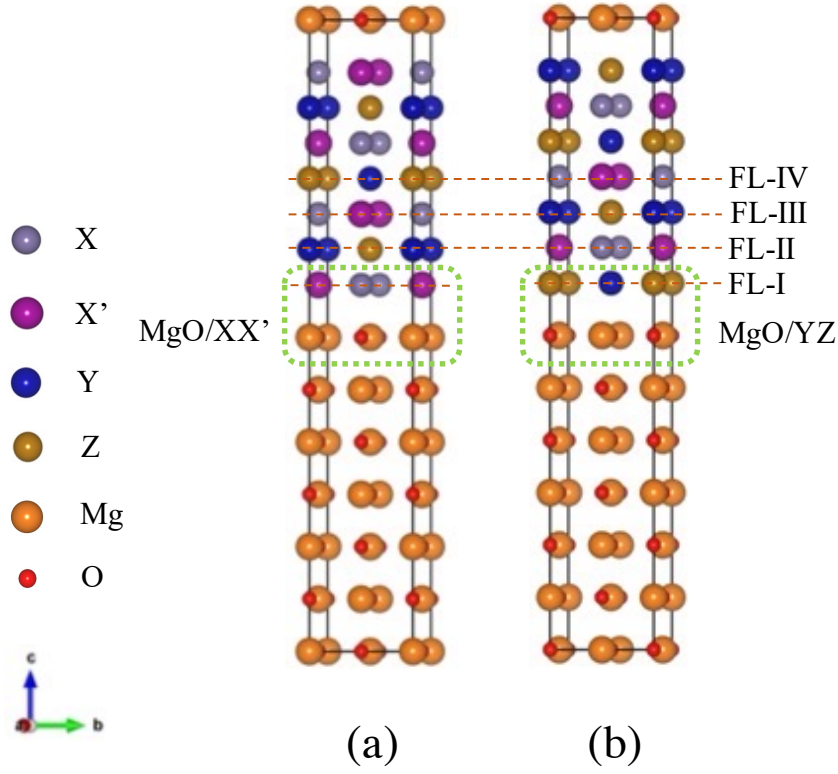 FL-IV
FL-III
FL-II
FL-I
X
X’
Y
Z
Mg
O
MgO/XX’
MgO/YZ
c
a
b
(a)
(b)